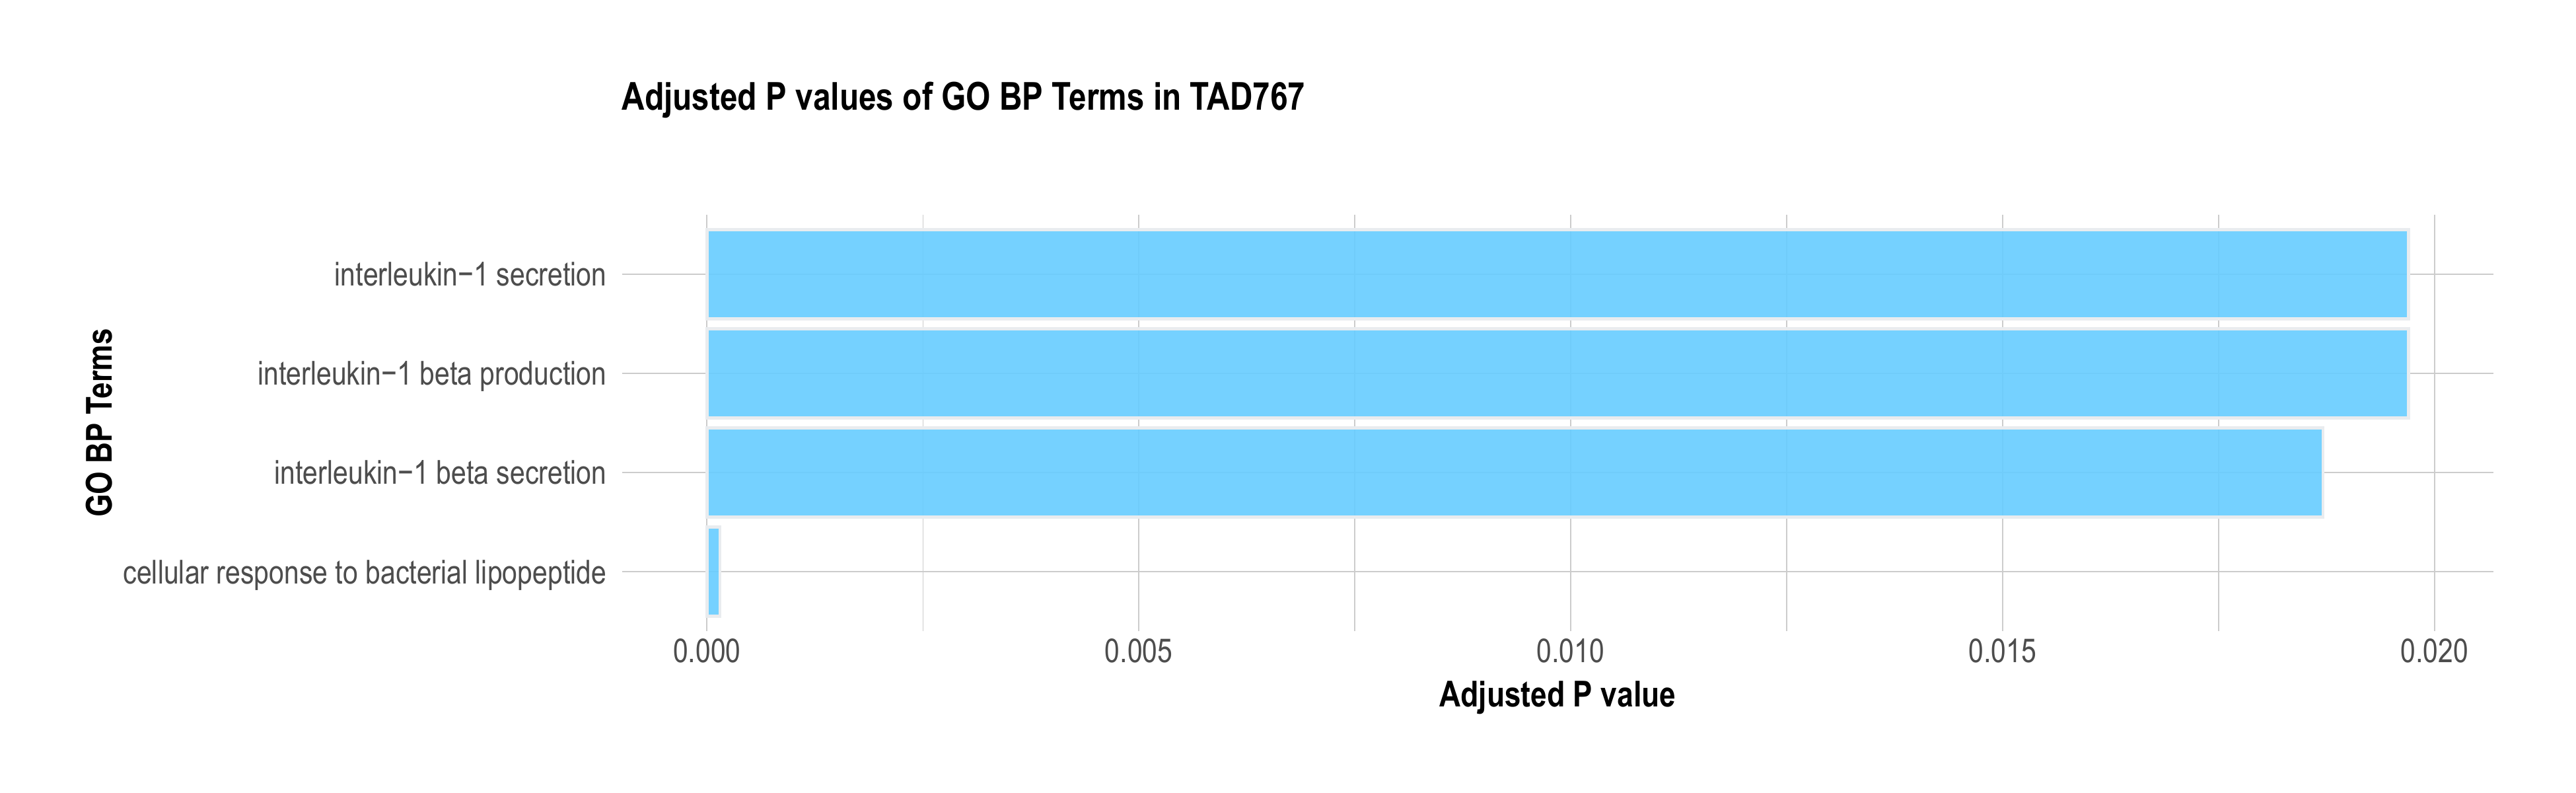 Adjusted P values of GO BP Terms in TAD767
GO BP Terms
interleukin−1 secretion
interleukin−1 beta production
interleukin−1 beta secretion
cellular response to bacterial lipopeptide
0.000 0.005 0.010 0.015 0.020
Adjusted P value